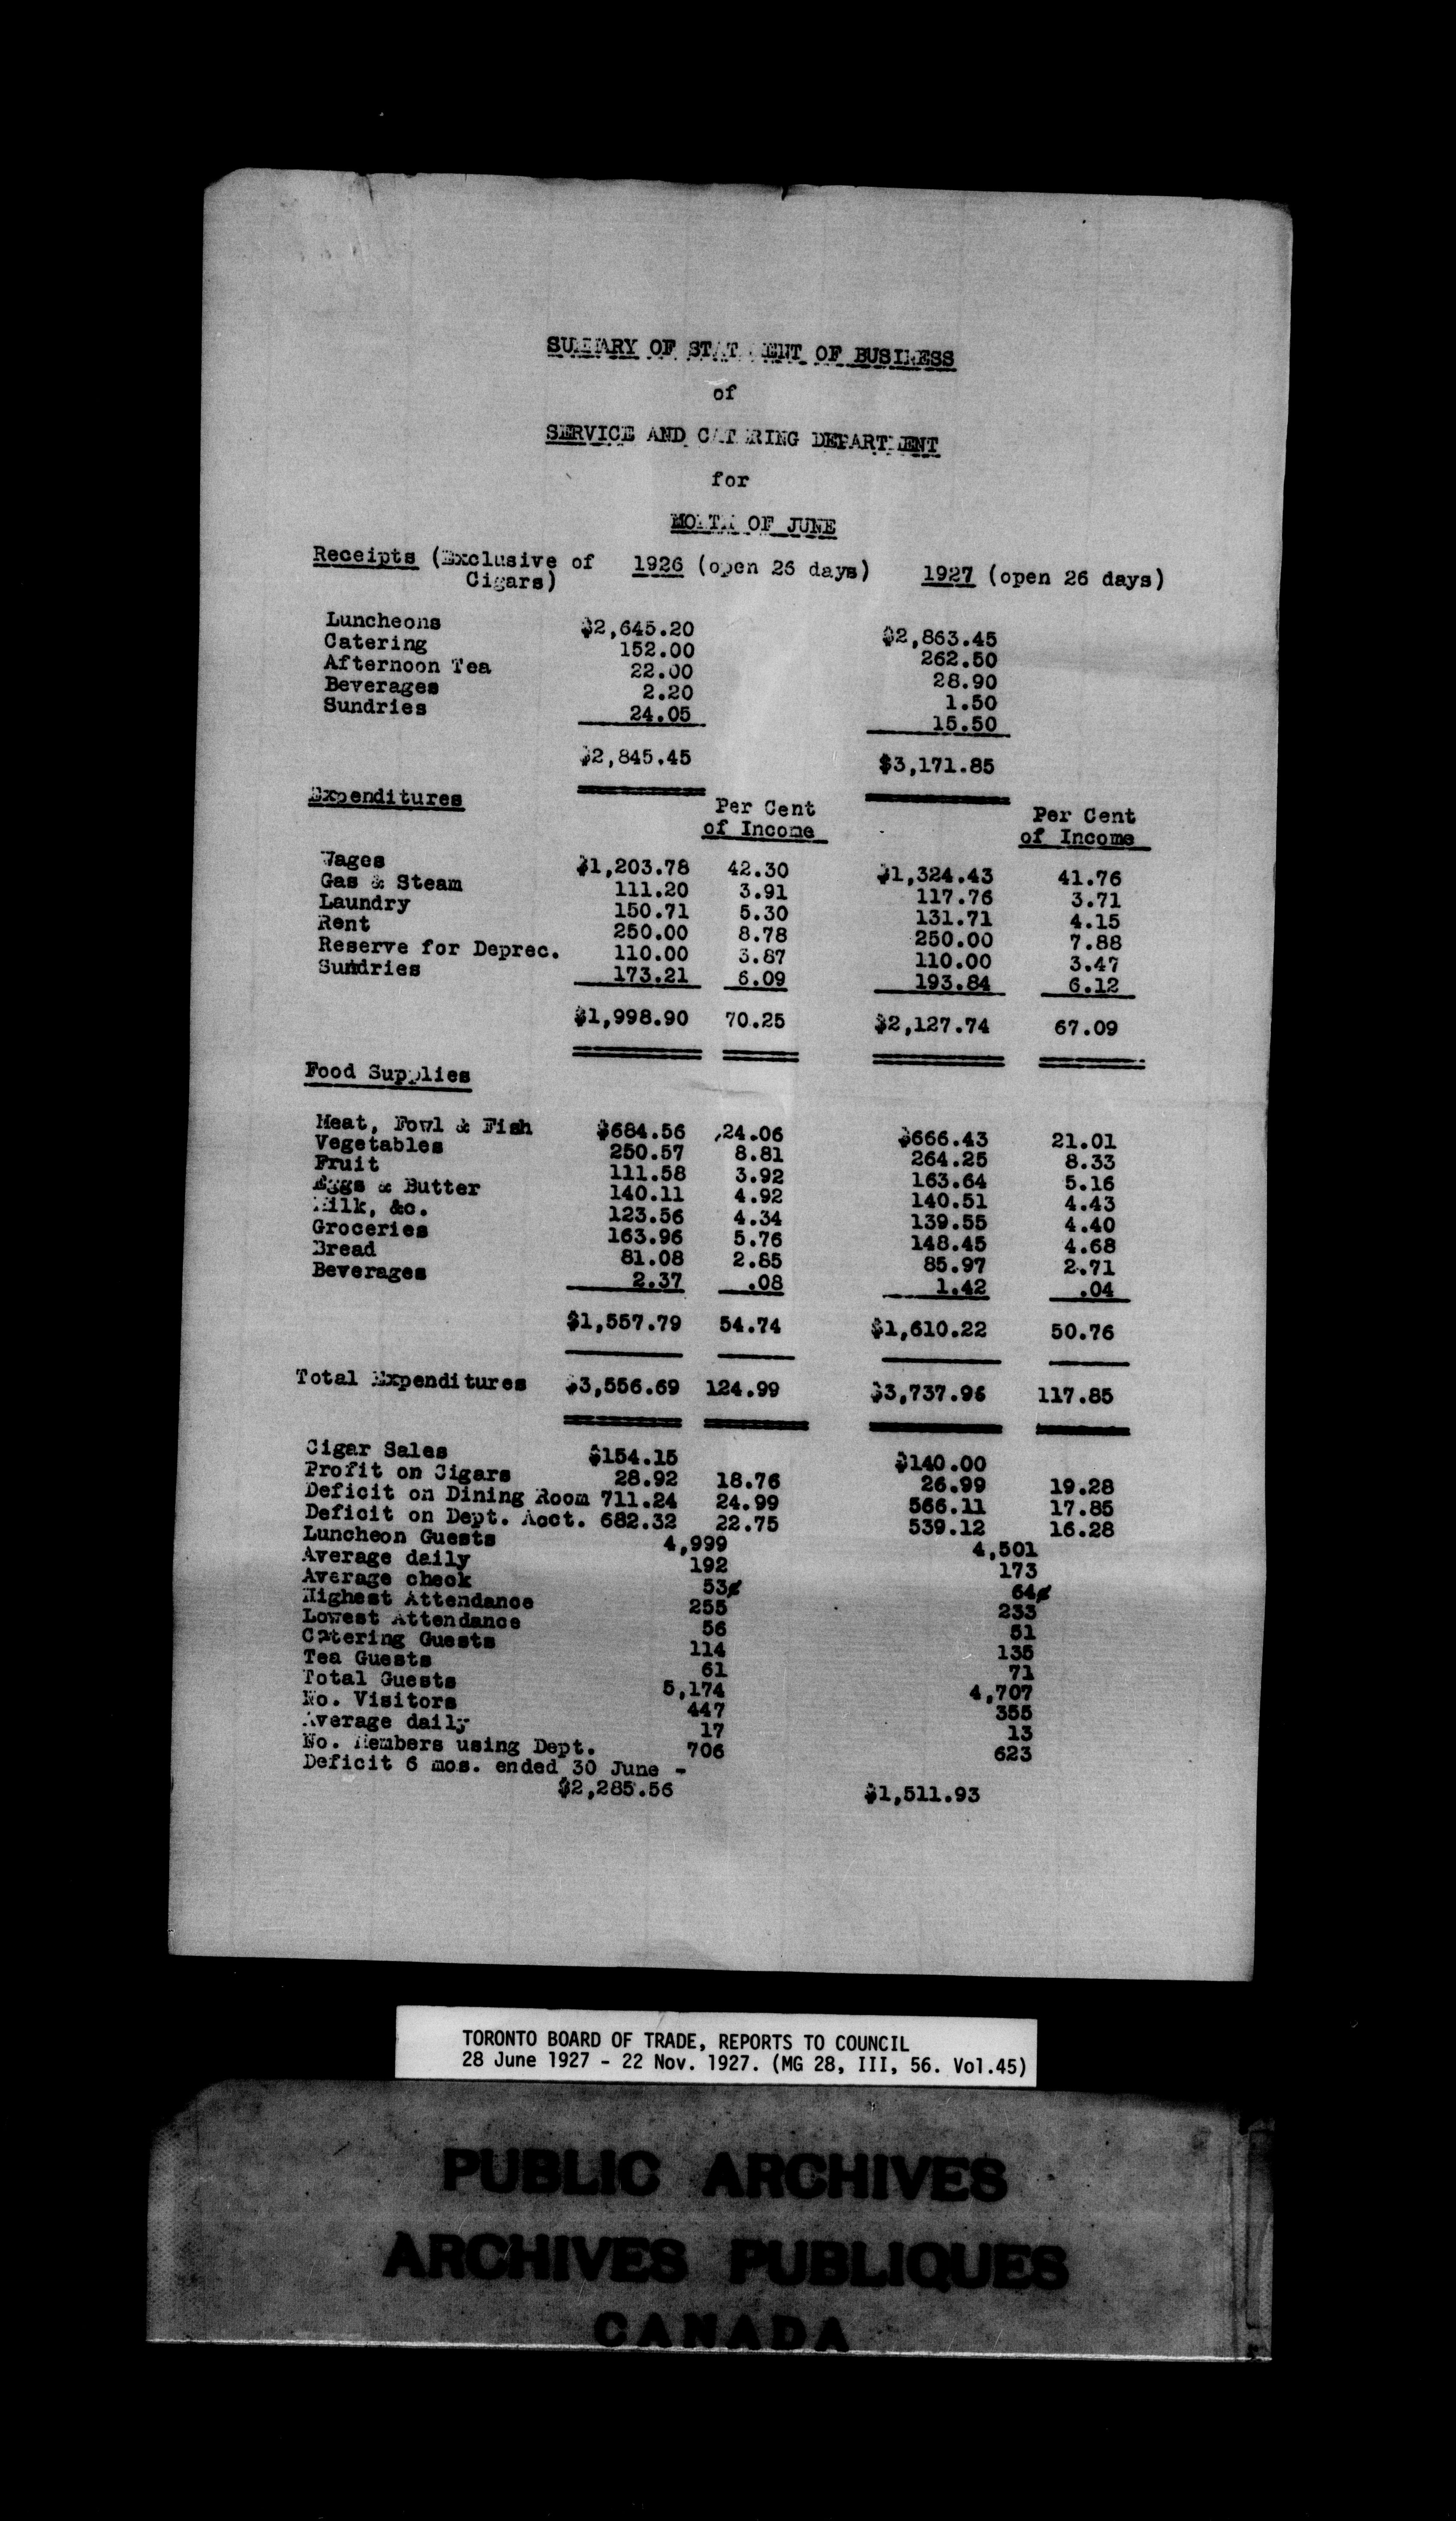 SUMMARY OF STATEMENT OF BUSINESS
of
SERVICE AND CATERING DEPARTMENT
for
MONTH OF JUNE
Receipts (Exclusive of Cigars) 1926 (open 26 days) 1927 (open 26 days)
Luncheons $2,645.20 $2,863.45
Catering 152.00 262.50
Afternoon Tea 22.00 28.90
Beverages 2.20 1.50
Sundries 24.05 15.50
$2,845.45 $3,171.85
Expenditures Per Cent of Income Per Cent of Income
Wages $1,203.78 42.30 $1,324.43 41.76
Gas & Steam 111.20 3.91 117.76 3.71
Laundry 150.71 5.30 131.71 4.15
Rent 250.00 8.78 250.00 7.88
Reserve for Deprec. 110.00 3.87 110.00 3.47
Sundries 173.21 6.09 193.84 6.12
$1,998.90 70.25 $2,127.74 67.09
Food Supplies
Meat, Fowl & Fish $684.56 24.06 $666.43 21.01
Vegetables 250.57 8.81 264.25 8.33
Fruit 111.58 3.92 163.64 5.16
Eggs & Butter 140.11 4.92 140.51 4.43
Milk, &c. 123.56 4.34 139.55 4.40
Groceries 163.96 5.76 148.45 4.68
Bread 81.08 2.85 85.97 2.71
Beverages 2.37 .08 1.42 .04
$1,557.79 54.74 $1,610.22 50.76
Total Expenditures $3,556.69 124.99 $3,737.96 117.85
Cigar Sales $154.15 $140.00
Profit on Cigars 28.92 18.76 26.99 19.28
Deficit on Dining Room 711.24 24.99 566.11 17.85
Deficit on Dept. Acct. 682.32 22.75 539.12 16.28
Luncheon Guests 4,999 4,501
Average daily 192 173
Average check 53¢ 64¢
Highest Attendance 255 233
Lowest Attendance 56 51
Catering Guests 114 135
Tea Guests 61 71
Total Guests 5,174 4,707
No. Visitors 447 355
Average daily 17 13
No. Members using Dept. 706 623
Deficit 6 mos. ended 30 June -
$2,285.56 $1,511.93
TORONTO BOARD OF TRADE, REPORTS TO COUNCIL
28 June 1927 - 22 Nov. 1927. (MG 28, III, 56. Vol.45)
PUBLIC ARCHIVES
ARCHIVES PUBLIQUES
CANADA